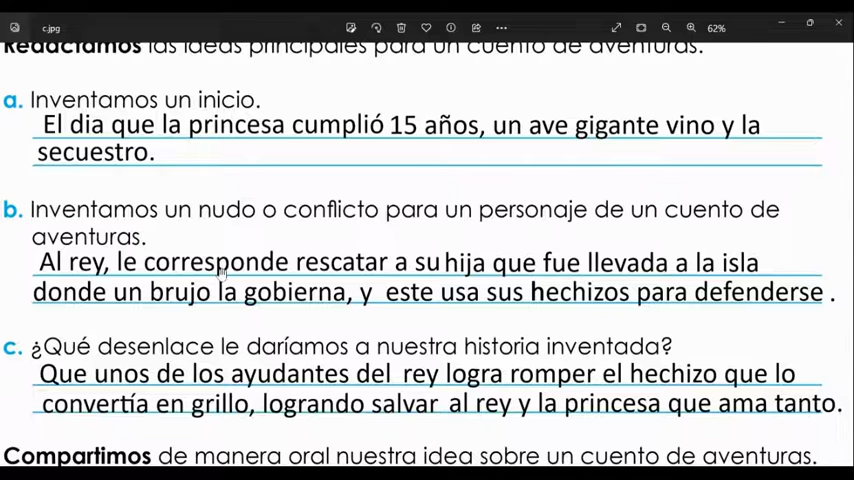 c.jpg
62%
Redactamos las ideas principales para un cuento de aventuras.
a. Inventamos un inicio.
El dia que la princesa cumplió 15 años, un ave gigante vino y la
secuestro.
b. Inventamos un nudo o conflicto para un personaje de un cuento de
aventuras.
Al rey, le corresponde rescatar a su hija que fue llevada a la isla
donde un brujo la gobierna, y este usa sus hechizos para defenderse .
c. ¿Qué desenlace le daríamos a nuestra historia inventada?
Que unos de los ayudantes del rey logra romper el hechizo que lo
convertía en grillo, logrando salvar al rey y la princesa que ama tanto.
Compartimos de manera oral nuestra idea sobre un cuento de aventuras.